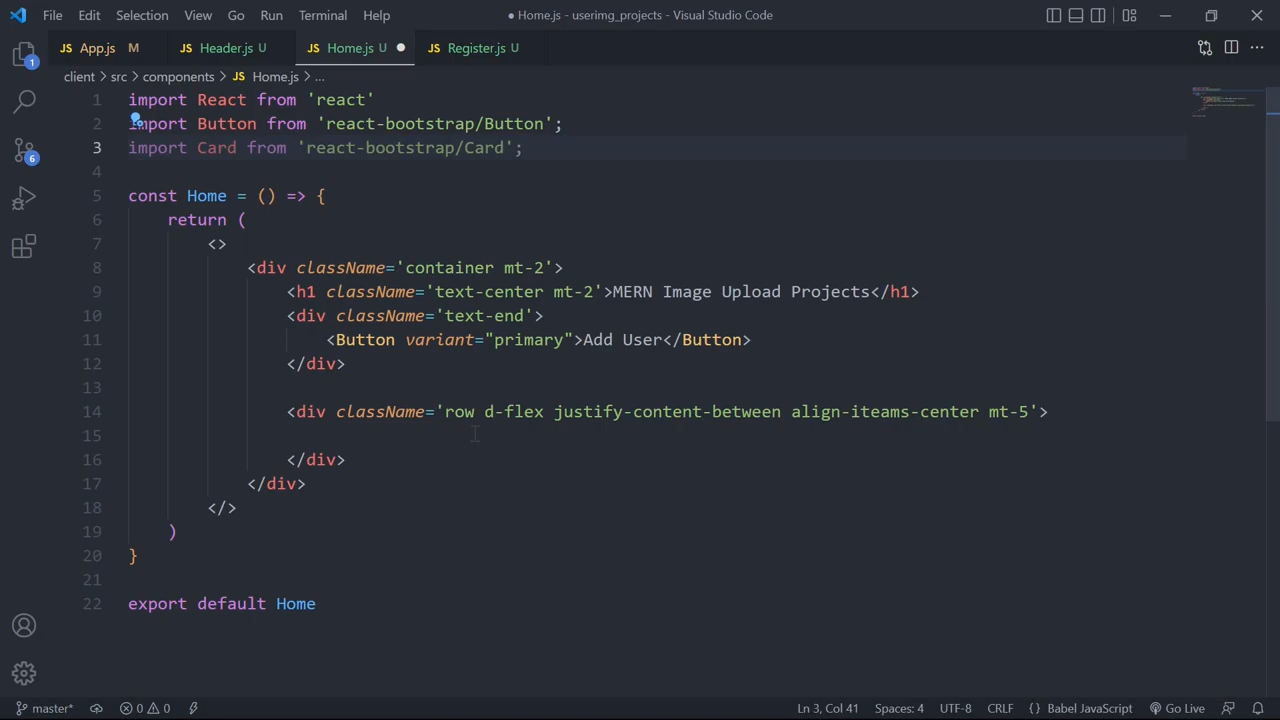 File Edit Selection View Go Run Terminal Help ● Home.js - userimg_projects - Visual Studio Code
JS App.js M JS Header.js U JS Home.js U ● JS Register.js U
client > src > components > JS Home.js > ...
1 import React from 'react'
2 import Button from 'react-bootstrap/Button';
3 import Card from 'react-bootstrap/Card';
4
5 const Home = () => {
6 return (
7 <>
8 <div className='container mt-2'>
9 <h1 className='text-center mt-2'>MERN Image Upload Projects</h1>
10 <div className='text-end'>
11 <Button variant="primary">Add User</Button>
12 </div>
13
14 <div className='row d-flex justify-content-between align-iteams-center mt-5'>
15
16 </div>
17 </div>
18 </>
19 )
20 }
21
22 export default Home
1
6
master* 0 0 Ln 3, Col 41 Spaces: 4 UTF-8 CRLF {} Babel JavaScript Go Live